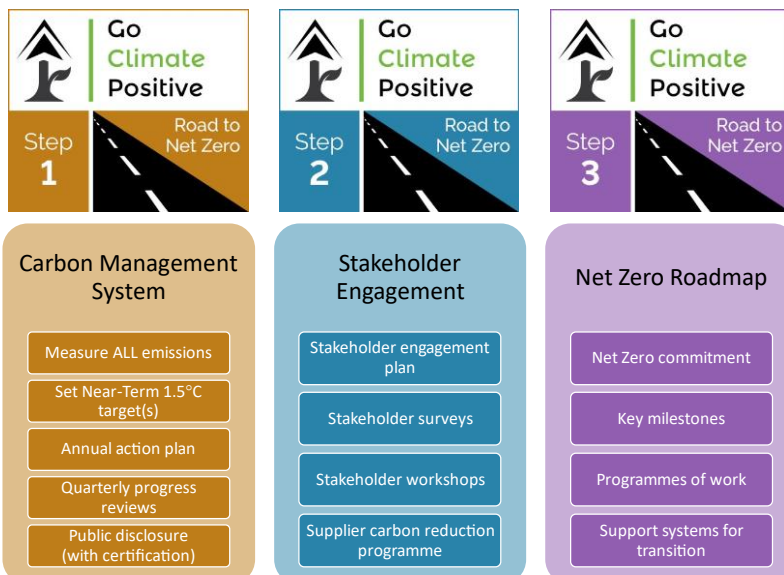 Go
Climate
Positive
Step
1
Road to
Net Zero
Go
Climate
Positive
Step
2
Road to
Net Zero
Go
Climate
Positive
Step
3
Road to
Net Zero
Carbon Management
System
Measure ALL emissions
Set Near-Term 1.5°C
target(s)
Annual action plan
Quarterly progress
reviews
Public disclosure
(with certification)
Stakeholder
Engagement
Stakeholder engagement
plan
Stakeholder surveys
Stakeholder workshops
Supplier carbon reduction
programme
Net Zero Roadmap
Net Zero commitment
Key milestones
Programmes of work
Support systems for
transition